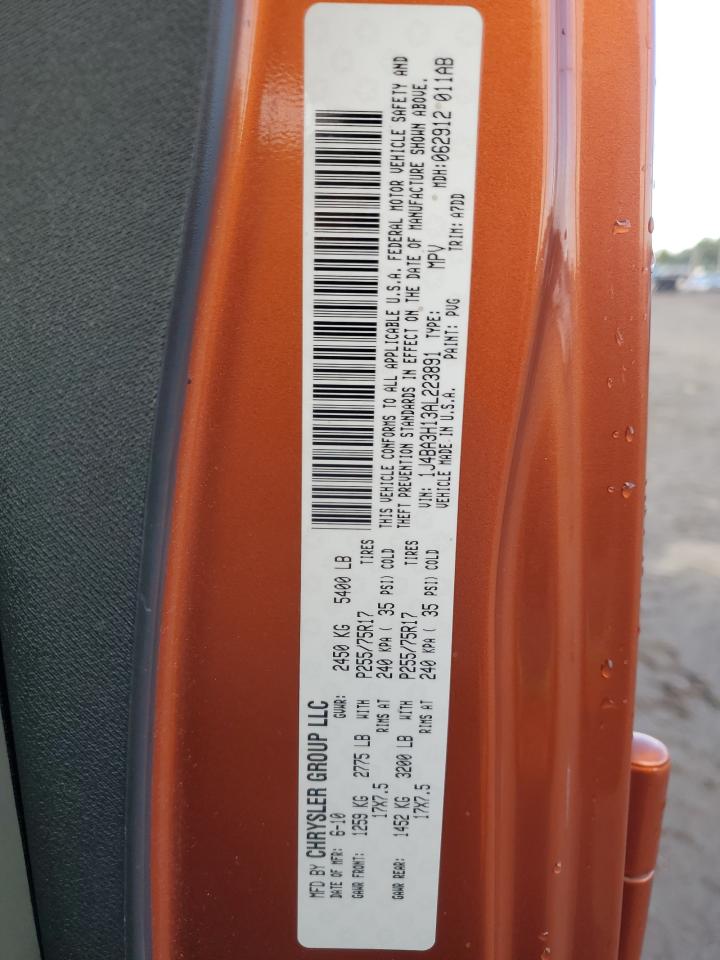 MFD BY CHRYSLER GROUP LLC
DATE OF MFR: 6-10 GVWR: 2450 KG 5400 LB
GAWR FRONT: 1259 KG 2775 LB WITH P255/75R17 TIRES
17X7.5 RIMS AT 240 KPA ( 35 PSI) COLD
GAWR REAR: 1452 KG 3200 LB WITH P255/75R17 TIRES
17X7.5 RIMS AT 240 KPA ( 35 PSI) COLD
THIS VEHICLE CONFORMS TO ALL APPLICABLE U.S.A. FEDERAL MOTOR VEHICLE SAFETY AND
THEFT PREVENTION STANDARDS IN EFFECT ON THE DATE OF MANUFACTURE SHOWN ABOVE.
VIN: 1J4BA3H13AL223891 TYPE: MPV MDH:062912 011AB
VEHICLE MADE IN U.S.A. PAINT: PVG TRIM: A7DD